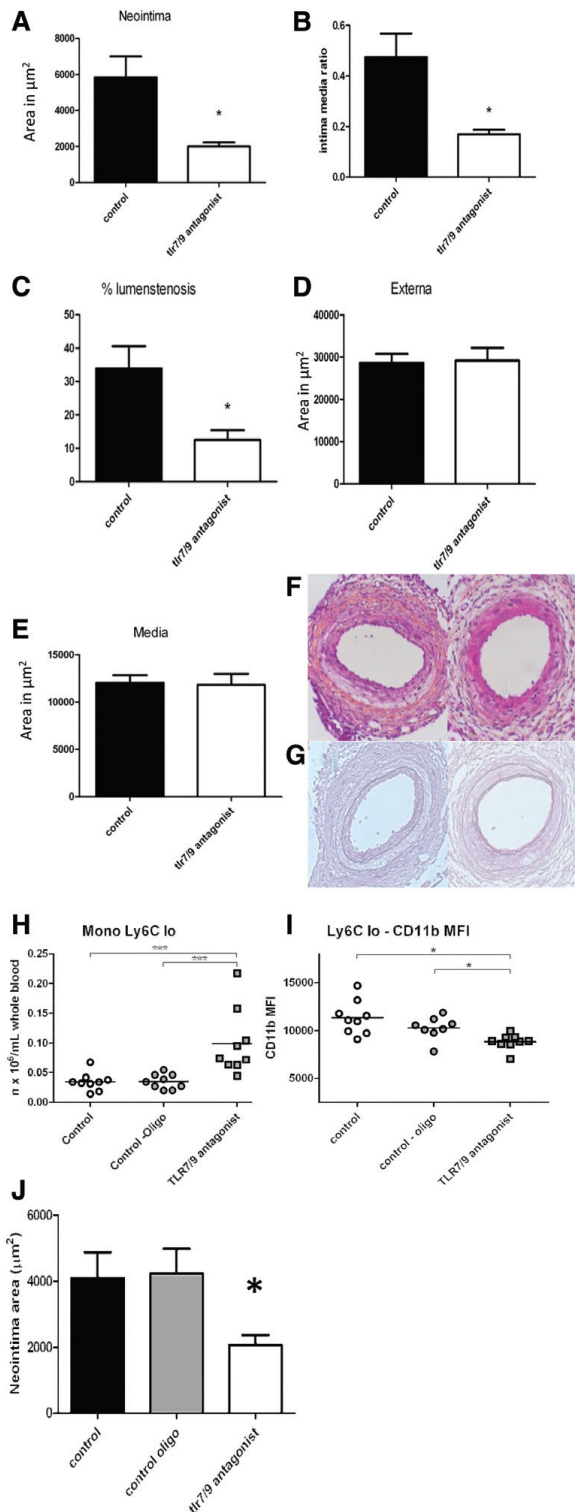 A
Neointima
Area in μm²
8000
6000
4000
2000
0
*
control
tlr7/9 antagonist
B
intima media ratio
0.6
0.4
0.2
0.0
*
control
tlr7/9 antagonist
C
% lumenstenosis
50
40
30
20
10
0
*
control
tlr7/9 antagonist
D
Externa
Area in μm²
40000
30000
20000
10000
0
control
tlr7/9 antagonist
E
Media
Area in μm²
15000
10000
5000
0
control
tlr7/9 antagonist
F
G
H
Mono Ly6C lo
***
***
n x 10⁶/mL whole blood
0.25
0.20
0.15
0.10
0.05
0.00
Control
Control -Oligo
TLR7/9 antagonist
I
Ly6C lo - CD11b MFI
*
*
CD11b MFI
15000
10000
5000
control
control - oligo
TLR7/9 antagonist
J
Neointima area (μm²)
6000
4000
2000
0
*
control
control oligo
tlr7/9 antagonist